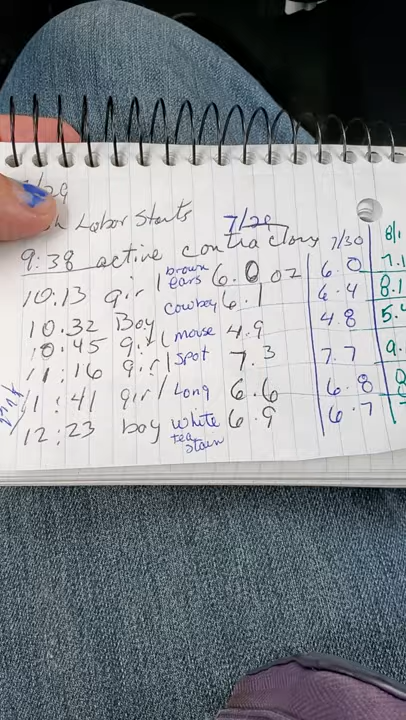 /29
Labor Starts 7/29
9:38 active contractions 7/30 8/1
10:13 girl brown ears 6.0 oz 6.0 7.1
10:32 Boy cowboy 6.1 6.4 8.1
10:45 girl mouse 4.9 4.8 5.4
11:16 girl spot 7.3 7.7 9.
11:41 girl Long 6.6 6.8
12:23 boy white tea stain 6.9 6.7